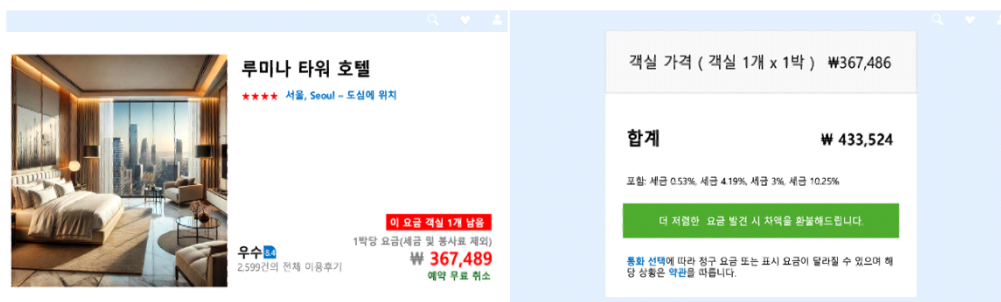 루미나 타워 호텔
★★★★ 서울, Seoul – 도심에 위치
이 요금 객실 1개 남음
1박당 요금(세금 및 봉사료 제외)
₩ 367,489
예약 무료 취소
우수 8.4
2,599건의 전체 이용후기
객실 가격 ( 객실 1개 x 1박 ) ₩367,486
합계 ₩ 433,524
포함: 세금 0.53%, 세금 4.19%, 세금 3%, 세금 10.25%
더 저렴한 요금 발견 시 차액을 환불해드립니다.
통화 선택에 따라 청구 요금 또는 표시 요금이 달라질 수 있으며 해
당 상황은 약관을 따릅니다.